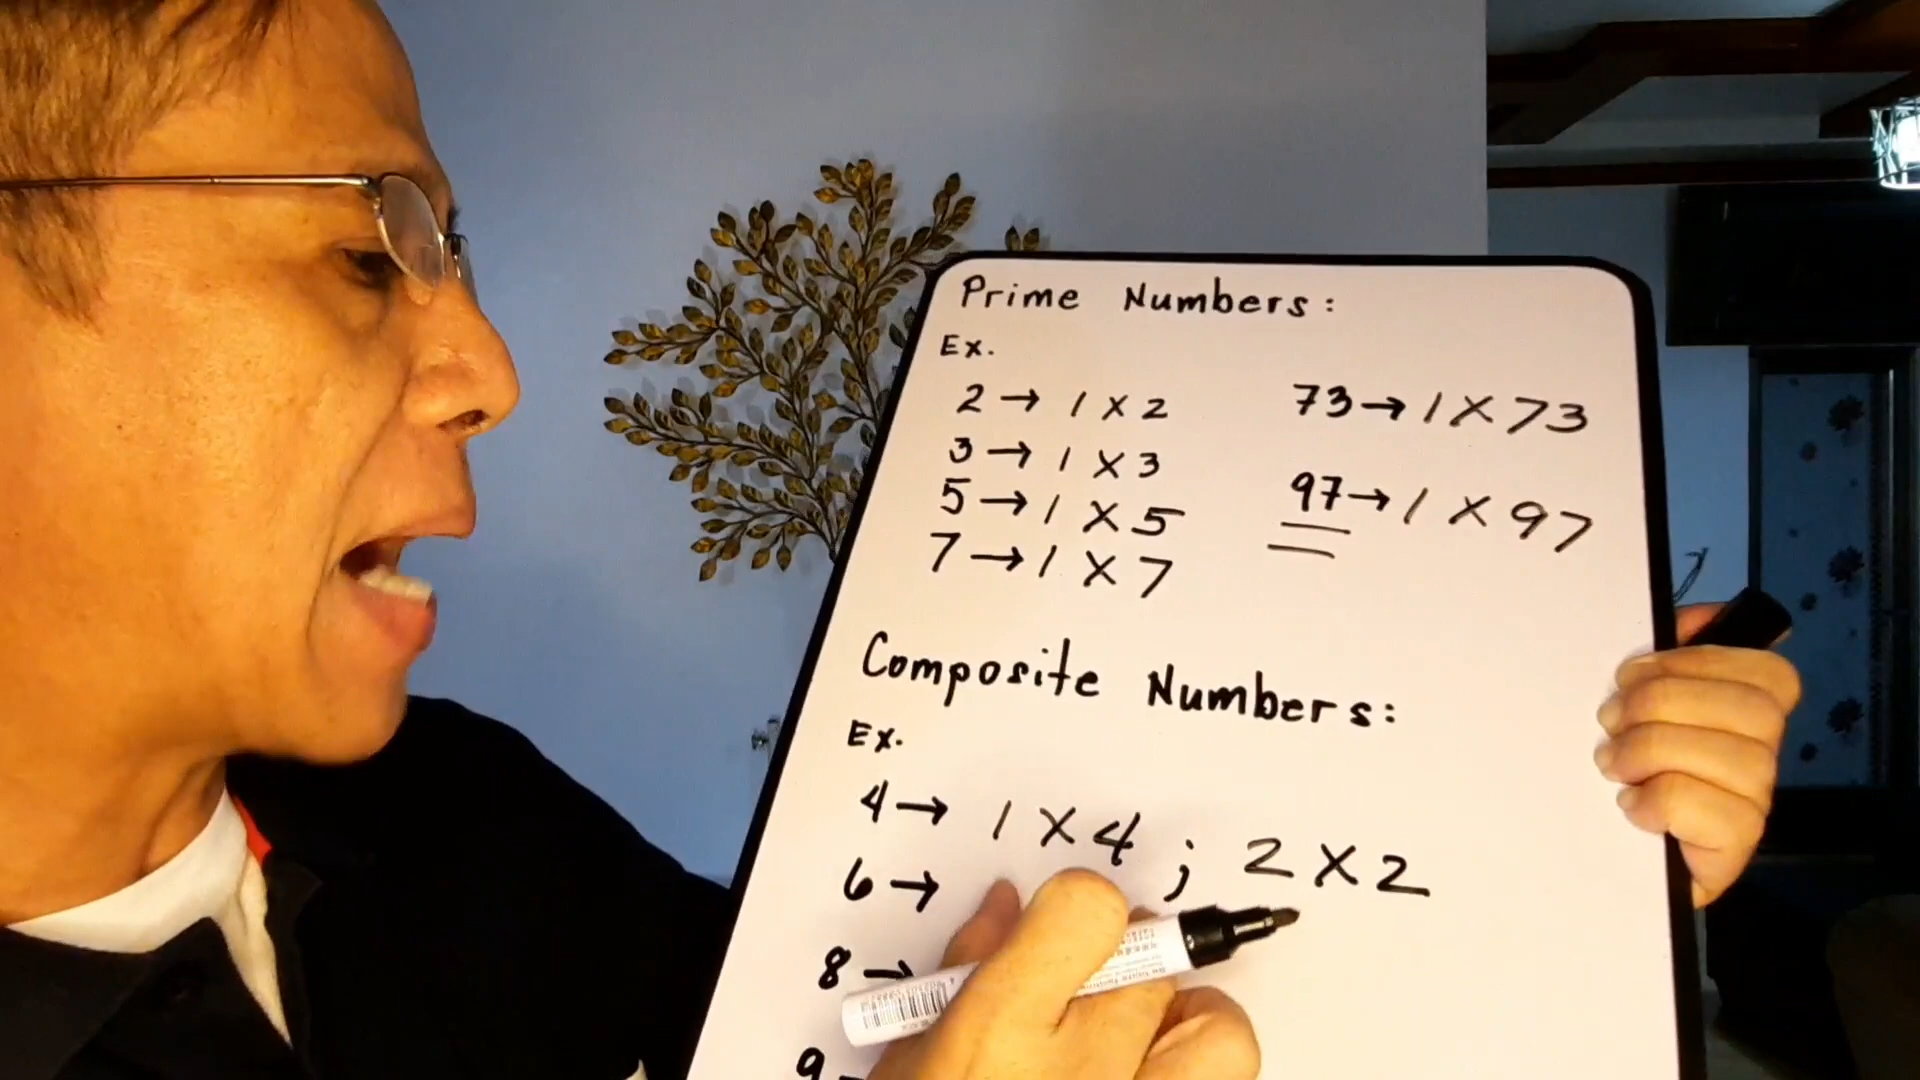 Prime Numbers:
Ex.
2 → 1 X 2
3 → 1 X 3
5 → 1 X 5
7 → 1 X 7
73 → 1 X 73
97 → 1 X 97
Composite Numbers:
Ex.
4 → 1 X 4 ; 2 X 2
6 →
8 →
9